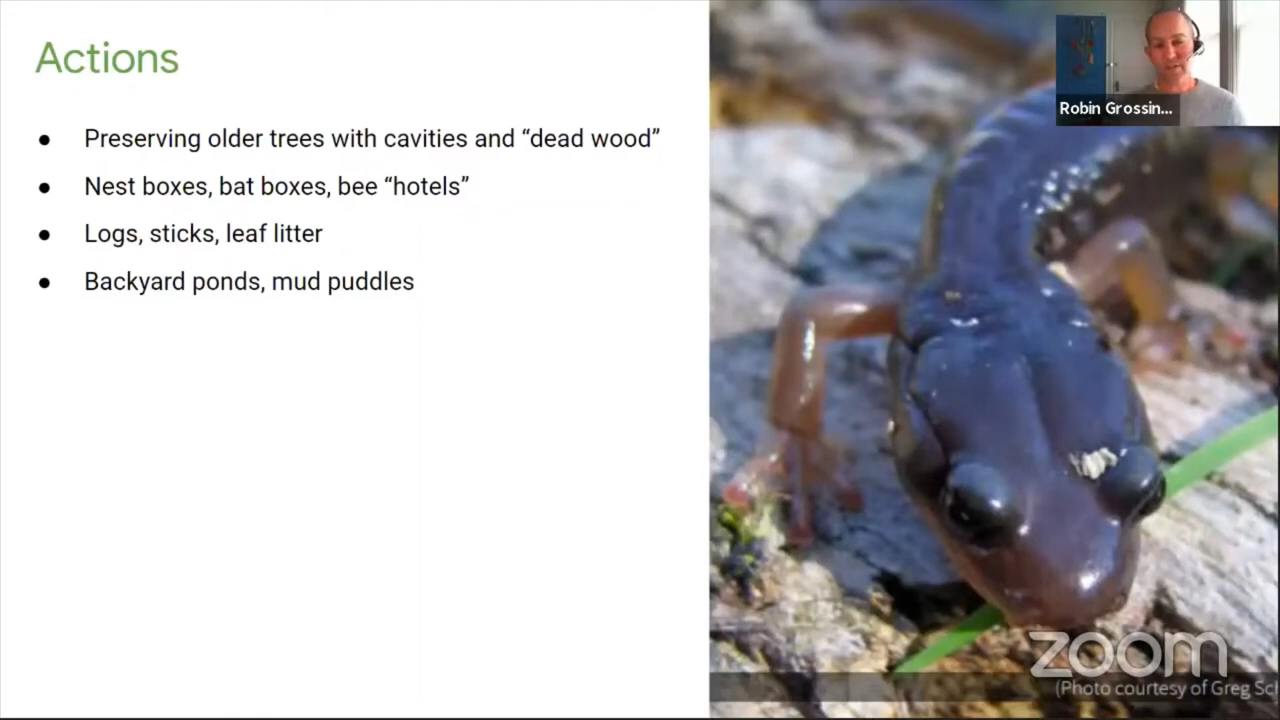 Actions
● Preserving older trees with cavities and “dead wood”
● Nest boxes, bat boxes, bee “hotels”
● Logs, sticks, leaf litter
● Backyard ponds, mud puddles
Robin Grossin...
zoom
(Photo courtesy of Greg